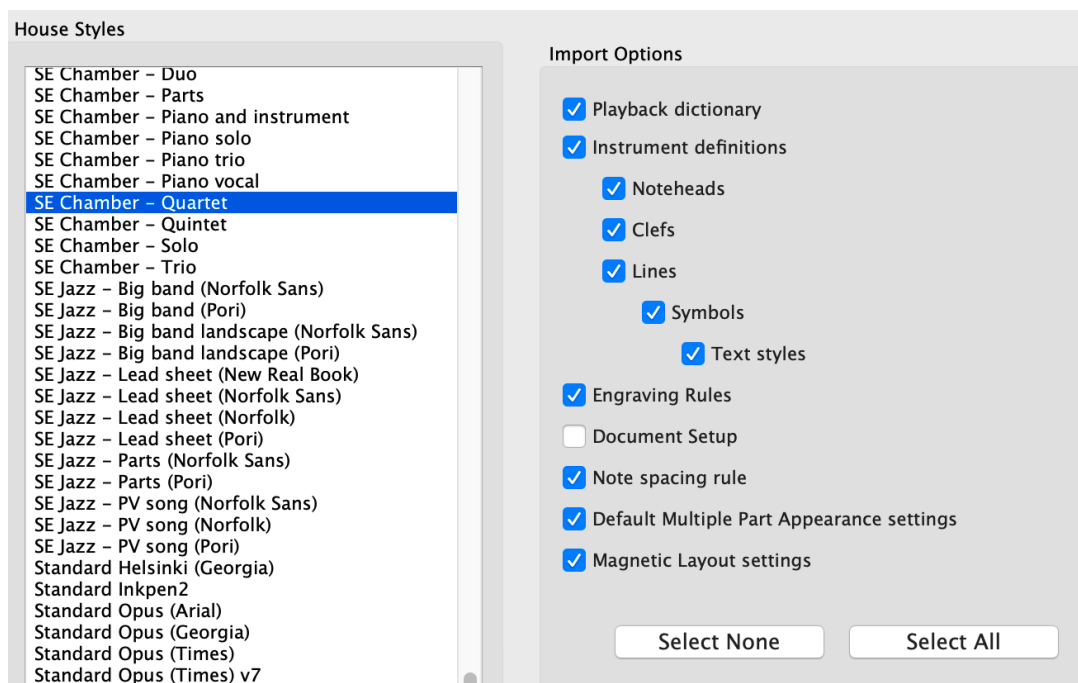 House Styles
SE Chamber – Duo
SE Chamber – Parts
SE Chamber – Piano and instrument
SE Chamber – Piano solo
SE Chamber – Piano trio
SE Chamber – Piano vocal
SE Chamber – Quartet
SE Chamber – Quintet
SE Chamber – Solo
SE Chamber – Trio
SE Jazz – Big band (Norfolk Sans)
SE Jazz – Big band (Pori)
SE Jazz – Big band landscape (Norfolk Sans)
SE Jazz – Big band landscape (Pori)
SE Jazz – Lead sheet (New Real Book)
SE Jazz – Lead sheet (Norfolk Sans)
SE Jazz – Lead sheet (Norfolk)
SE Jazz – Lead sheet (Pori)
SE Jazz – Parts (Norfolk Sans)
SE Jazz – Parts (Pori)
SE Jazz – PV song (Norfolk Sans)
SE Jazz – PV song (Norfolk)
SE Jazz – PV song (Pori)
Standard Helsinki (Georgia)
Standard Inkpen2
Standard Opus (Arial)
Standard Opus (Georgia)
Standard Opus (Times)
Standard Opus (Times) v7
Import Options
Playback dictionary
Instrument definitions
Noteheads
Clefs
Lines
Symbols
Text styles
Engraving Rules
Document Setup
Note spacing rule
Default Multiple Part Appearance settings
Magnetic Layout settings
Select None
Select All